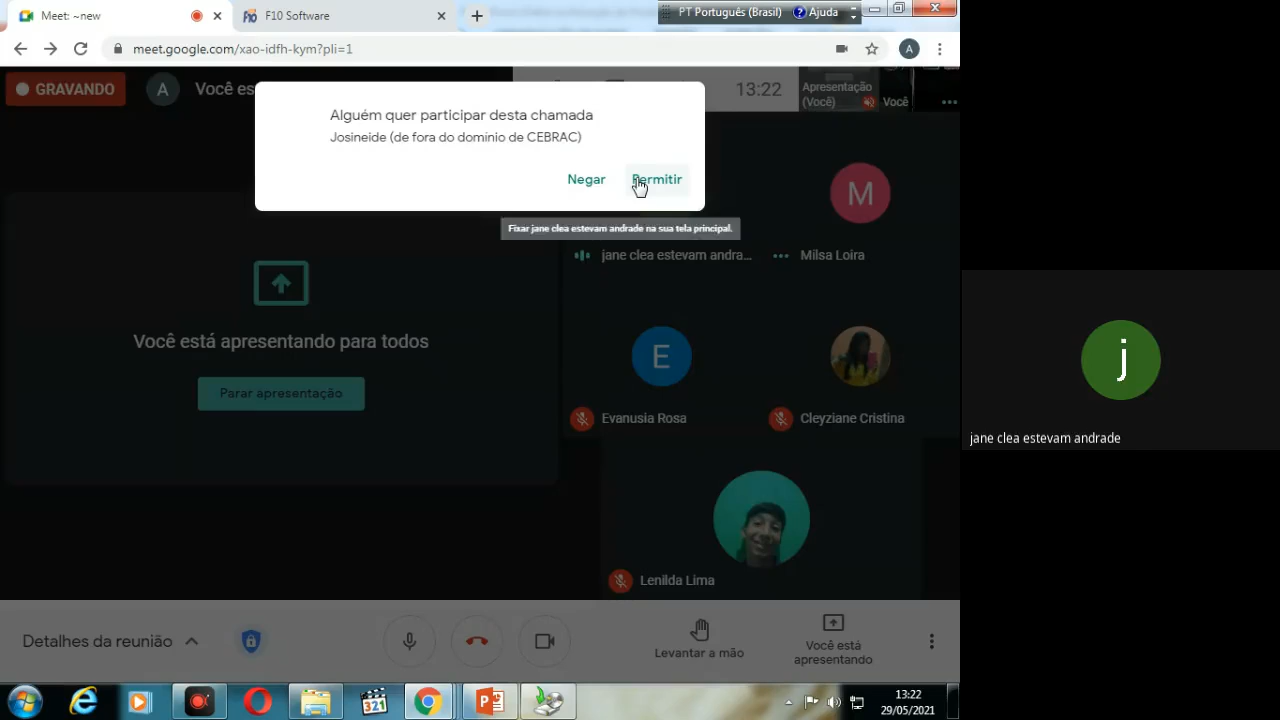 Meet: ~new
F10 Software
PT Português (Brasil)
Ajuda
meet.google.com/xao-idfh-kym?pli=1
A
GRAVANDO
A
Você es
13:22
Apresentação
(Você)
Você
Alguém quer participar desta chamada
Josineide (de fora do domínio de CEBRAC)
Negar
Permitir
Fixar jane clea estevam andrade na sua tela principal.
M
jane clea estevam andra...
Milsa Loira
Você está apresentando para todos
Parar apresentação
E
Evanusia Rosa
Cleyziane Cristina
j
jane clea estevam andrade
Lenilda Lima
Detalhes da reunião
Levantar a mão
Você está
apresentando
321
13:22
29/05/2021